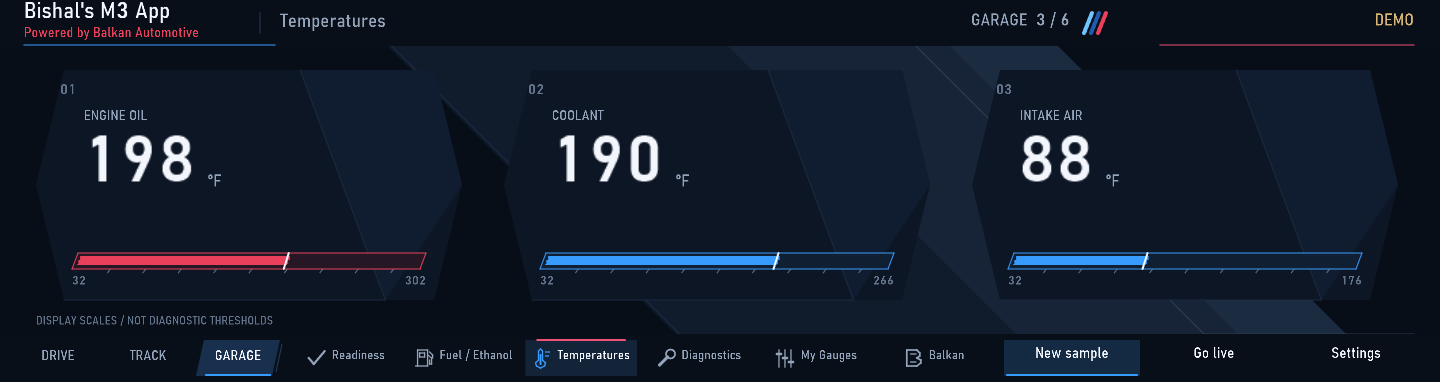 Bishal's M3 App
Powered by Balkan Automotive
Temperatures
GARAGE 3 / 6
DEMO
01
ENGINE OIL
198 °F
32 302
02
COOLANT
190 °F
32 266
03
INTAKE AIR
88 °F
32 176
DISPLAY SCALES / NOT DIAGNOSTIC THRESHOLDS
DRIVE TRACK GARAGE Readiness Fuel / Ethanol Temperatures Diagnostics My Gauges Balkan New sample Go live Settings